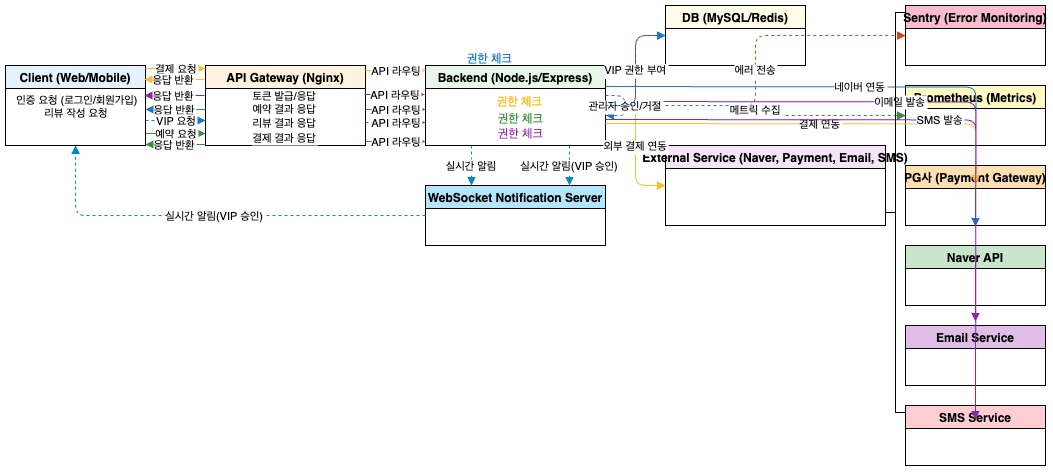 DB (MySQL/Redis)
Sentry (Error Monitoring)
권한 체크
결제 요청
응답 반환
Client (Web/Mobile)
API Gateway (Nginx)
API 라우팅
Backend (Node.js/Express)
VIP 권한 부여
에러 전송
네이버 연동
인증 요청 (로그인/회원가입)
리뷰 작성 요청
응답 반환
응답 반환
VIP 요청
예약 요청
응답 반환
토큰 발급/응답
예약 결과 응답
리뷰 결과 응답
결제 결과 응답
API 라우팅
API 라우팅
API 라우팅
API 라우팅
권한 체크
권한 체크
권한 체크
관리자 승인/거절
이메일 발송
Prometheus (Metrics)
메트릭 수집
결제 연동
SMS 발송
외부 결제 연동
External Service (Naver, Payment, Email, SMS)
실시간 알림
실시간 알림(VIP 승인)
PG사 (Payment Gateway)
WebSocket Notification Server
실시간 알림(VIP 승인)
Naver API
Email Service
SMS Service